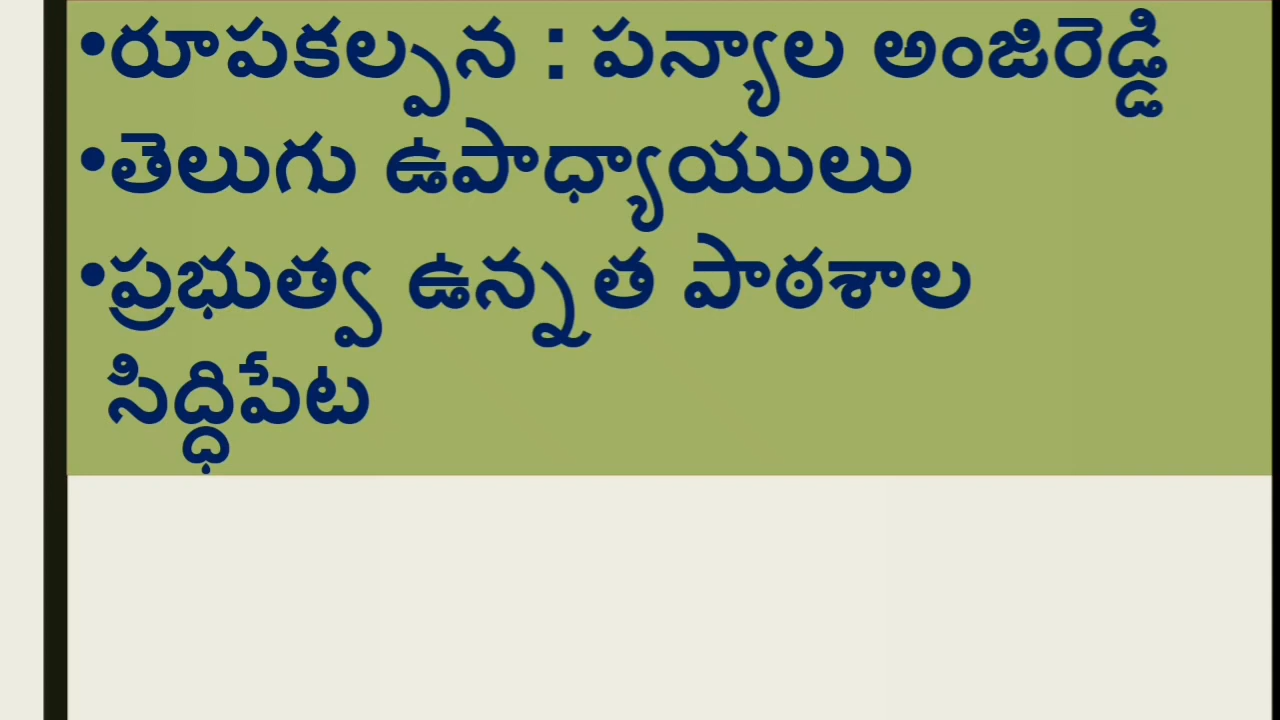 •రూపకల్పన : పన్యాల అంజిరెడ్డి
•తెలుగు ఉపాధ్యాయులు
•ప్రభుత్వ ఉన్నత పాఠశాల
సిద్ధిపేట